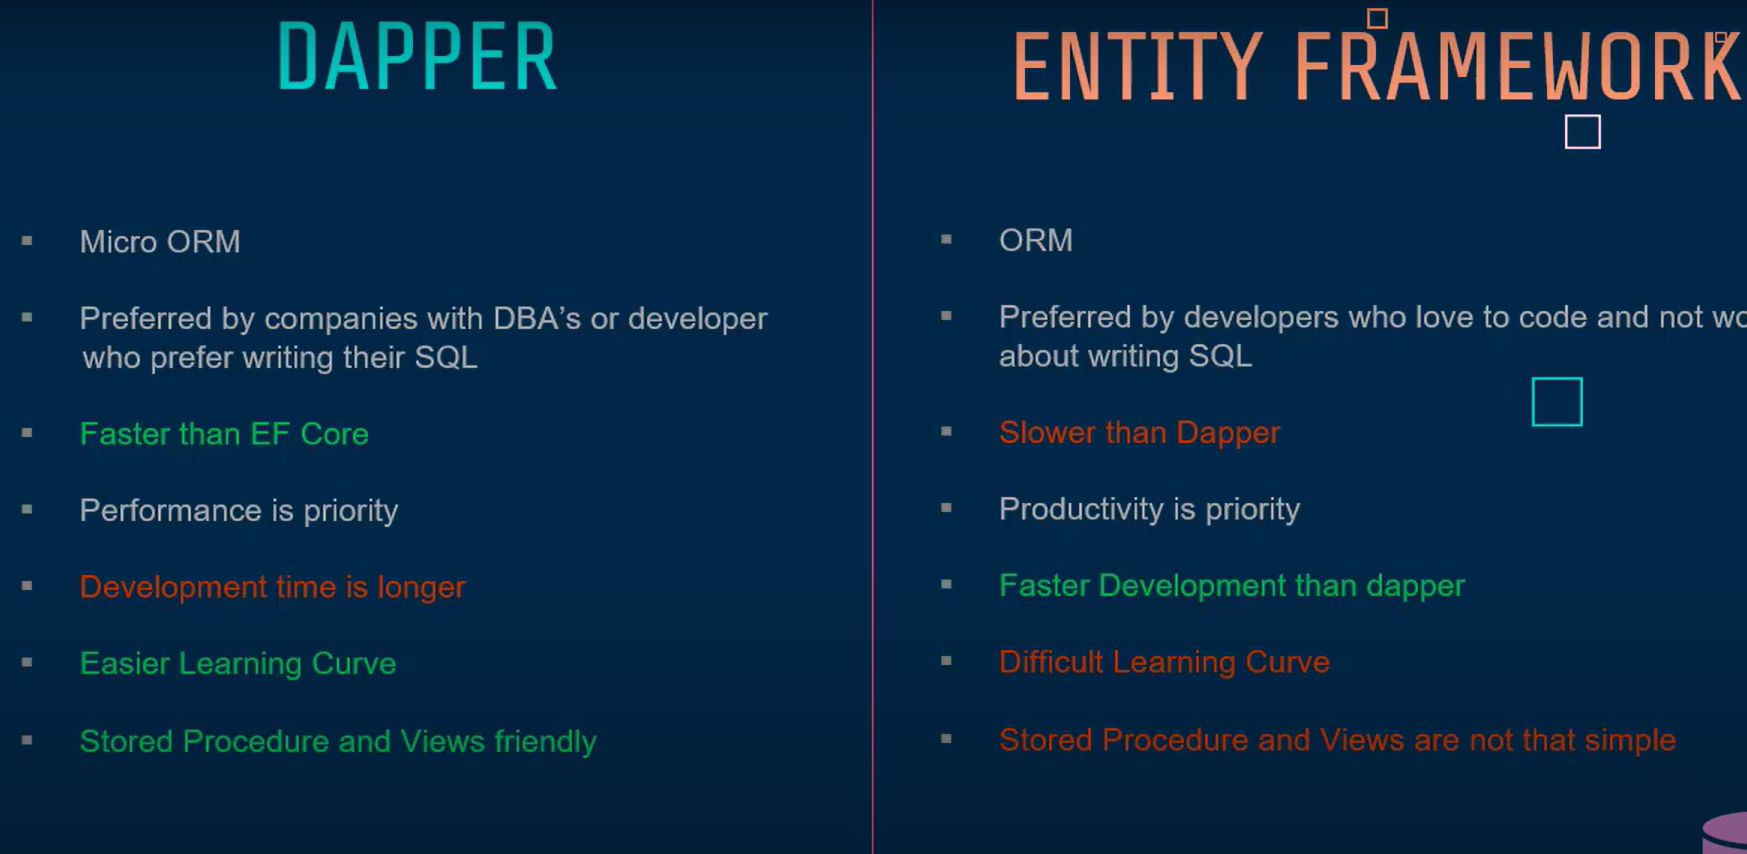 DAPPER
Micro ORM
Preferred by companies with DBA's or developer
who prefer writing their SQL
Faster than EF Core
Performance is priority
Development time is longer
Easier Learning Curve
Stored Procedure and Views friendly
ENTITY FRAMEWORK
ORM
Preferred by developers who love to code and not
about writing SQL
Slower than Dapper
Productivity is priority
Faster Development than dapper
Difficult Learning Curve
Stored Procedure and Views are not that simple